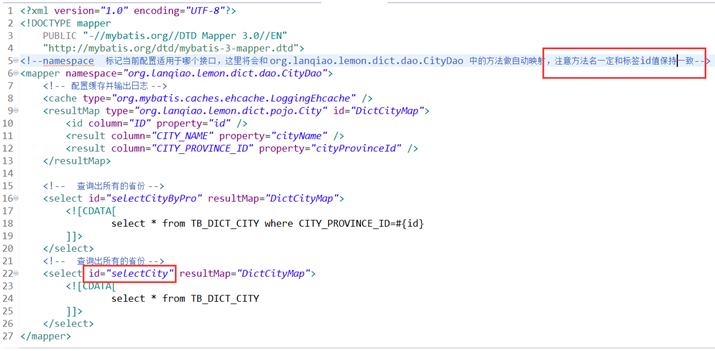 1 <?xml version="1.0" encoding="UTF-8"?>
2 <!DOCTYPE mapper
3     PUBLIC "-//mybatis.org//DTD Mapper 3.0//EN"
4     "http://mybatis.org/dtd/mybatis-3-mapper.dtd">
5 <!--namespace  标记当前配置适用于哪个接口，这里将会和 org.lanqiao.lemon.dict.dao.CityDao 中的方法做自动映射，注意方法名一定和标签id值保持一致-->
6 <mapper namespace="org.lanqiao.lemon.dict.dao.CityDao">
7     <!-- 配置缓存并输出日志 -->
8     <cache type="org.mybatis.caches.ehcache.LoggingEhcache" />
9     <resultMap type="org.lanqiao.lemon.dict.pojo.City" id="DictCityMap">
10         <id column="ID" property="id" />
11         <result column="CITY_NAME" property="cityName" />
12         <result column="CITY_PROVINCE_ID" property="cityProvinceId" />
13     </resultMap>
14
15     <!--  查询出所有的省份 -->
16     <select id="selectCityByPro" resultMap="DictCityMap">
17         <![CDATA[
18                 select * from TB_DICT_CITY where CITY_PROVINCE_ID=#{id}
19         ]]>
20     </select>
21     <!--  查询出所有的省份 -->
22     <select id="selectCity" resultMap="DictCityMap">
23         <![CDATA[
24                 select * from TB_DICT_CITY
25         ]]>
26     </select>
27 </mapper>